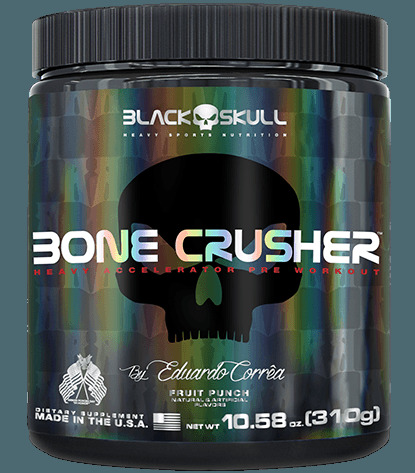 BLACK SKULL
HEAVY SPORTS NUTRITION
BONE CRUSHER™
HEAVY ACCELERATOR PRE WORKOUT
By Eduardo Corrêa
FRUIT PUNCH
NATURAL & ARTIFICIAL
FLAVORS
DIETARY SUPPLEMENT
MADE IN THE U.S.A.
NET WT 10.58 oz. (310g)